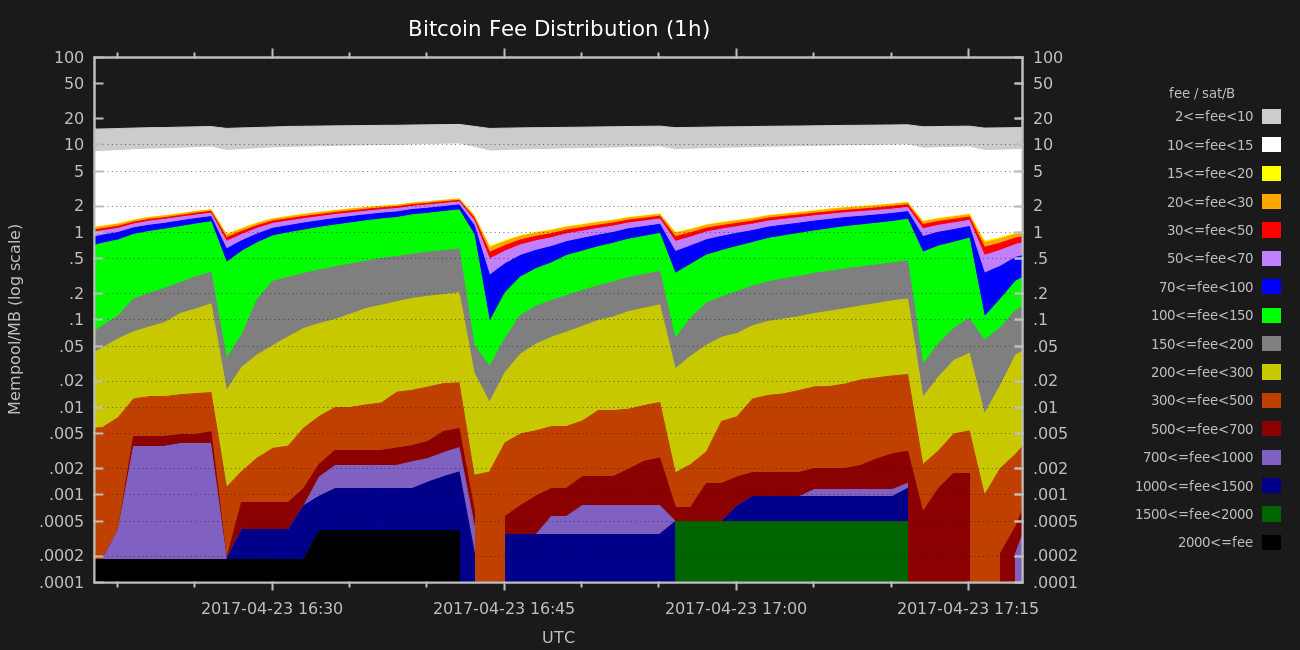 Bitcoin Fee Distribution (1h)
Mempool/MB (log scale)
100
50
20
10
5
2
1
.5
.2
.1
.05
.02
.01
.005
.002
.001
.0005
.0002
.0001
100
50
20
10
5
2
1
.5
.2
.1
.05
.02
.01
.005
.002
.001
.0005
.0002
.0001
2017-04-23 16:30
2017-04-23 16:45
2017-04-23 17:00
2017-04-23 17:15
UTC
fee / sat/B
2<=fee<10
10<=fee<15
15<=fee<20
20<=fee<30
30<=fee<50
50<=fee<70
70<=fee<100
100<=fee<150
150<=fee<200
200<=fee<300
300<=fee<500
500<=fee<700
700<=fee<1000
1000<=fee<1500
1500<=fee<2000
2000<=fee